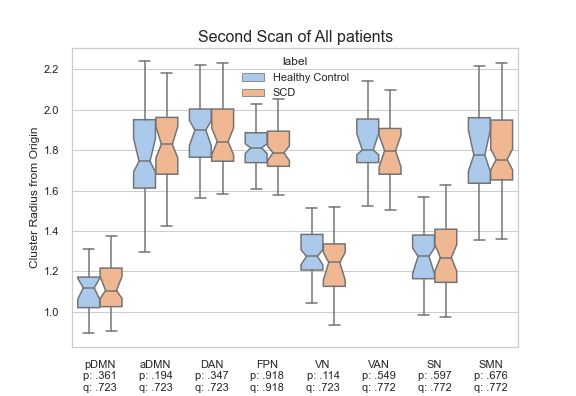 Second Scan of All patients
label
Healthy Control
SCD
Cluster Radius from Origin
2.2
2.0
1.8
1.6
1.4
1.2
1.0
pDMN aDMN DAN FPN VN VAN SN SMN
p: .361 p: .194 p: .347 p: .918 p: .114 p: .549 p: .597 p: .676
q: .723 q: .723 q: .723 q: .918 q: .723 q: .772 q: .772 q: .772